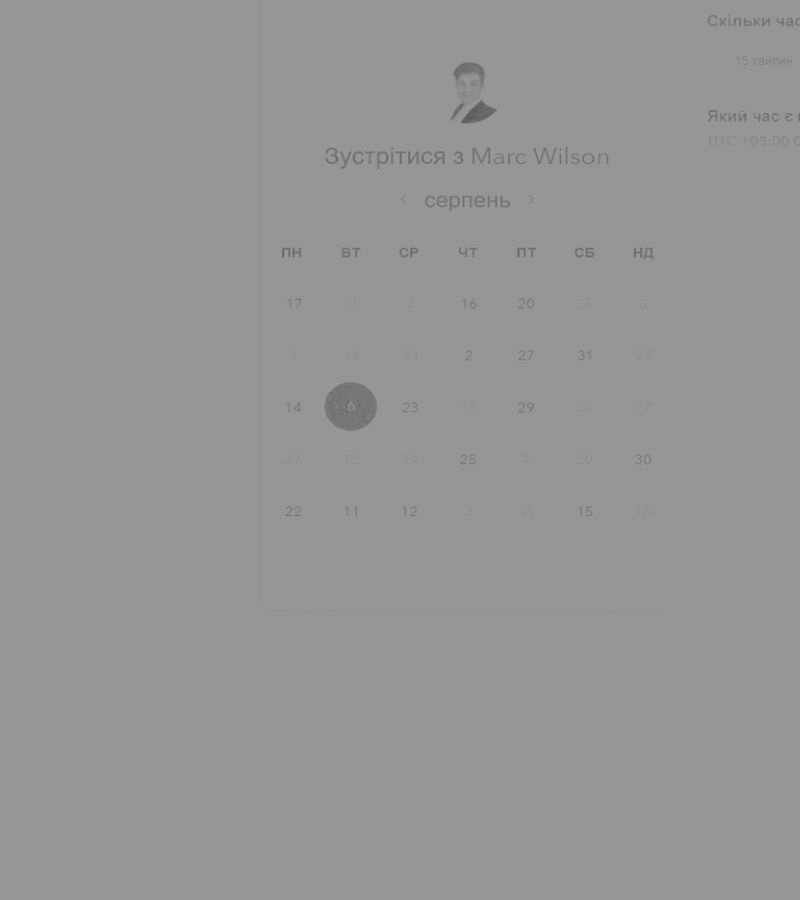 Скільки час
15 хвилин
Який час є
UTC +03:00
Зустрітися з Marc Wilson
серпень
ПН ВТ СР ЧТ ПТ СБ НД
17 11 2 16 20 26 8
3 14 23 2 27 31 24
14 6 23 16 29 30 27
27 12 14 25 4 20 30
22 11 12 3 15 15 16